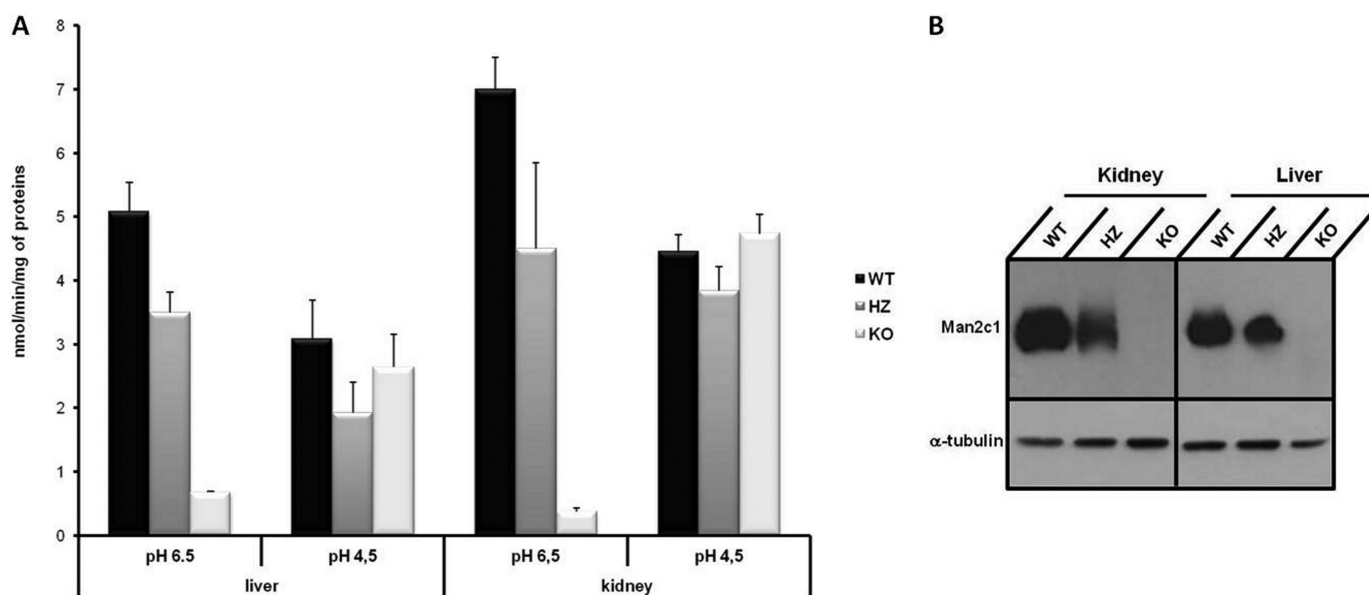 A
nmol/min/mg of proteins
8
7
6
5
4
3
2
1
0
pH 6.5
pH 4,5
pH 6,5
pH 4,5
liver
kidney
WT
HZ
KO
B
Kidney
Liver
WT
HZ
KO
WT
HZ
KO
Man2c1
α-tubulin